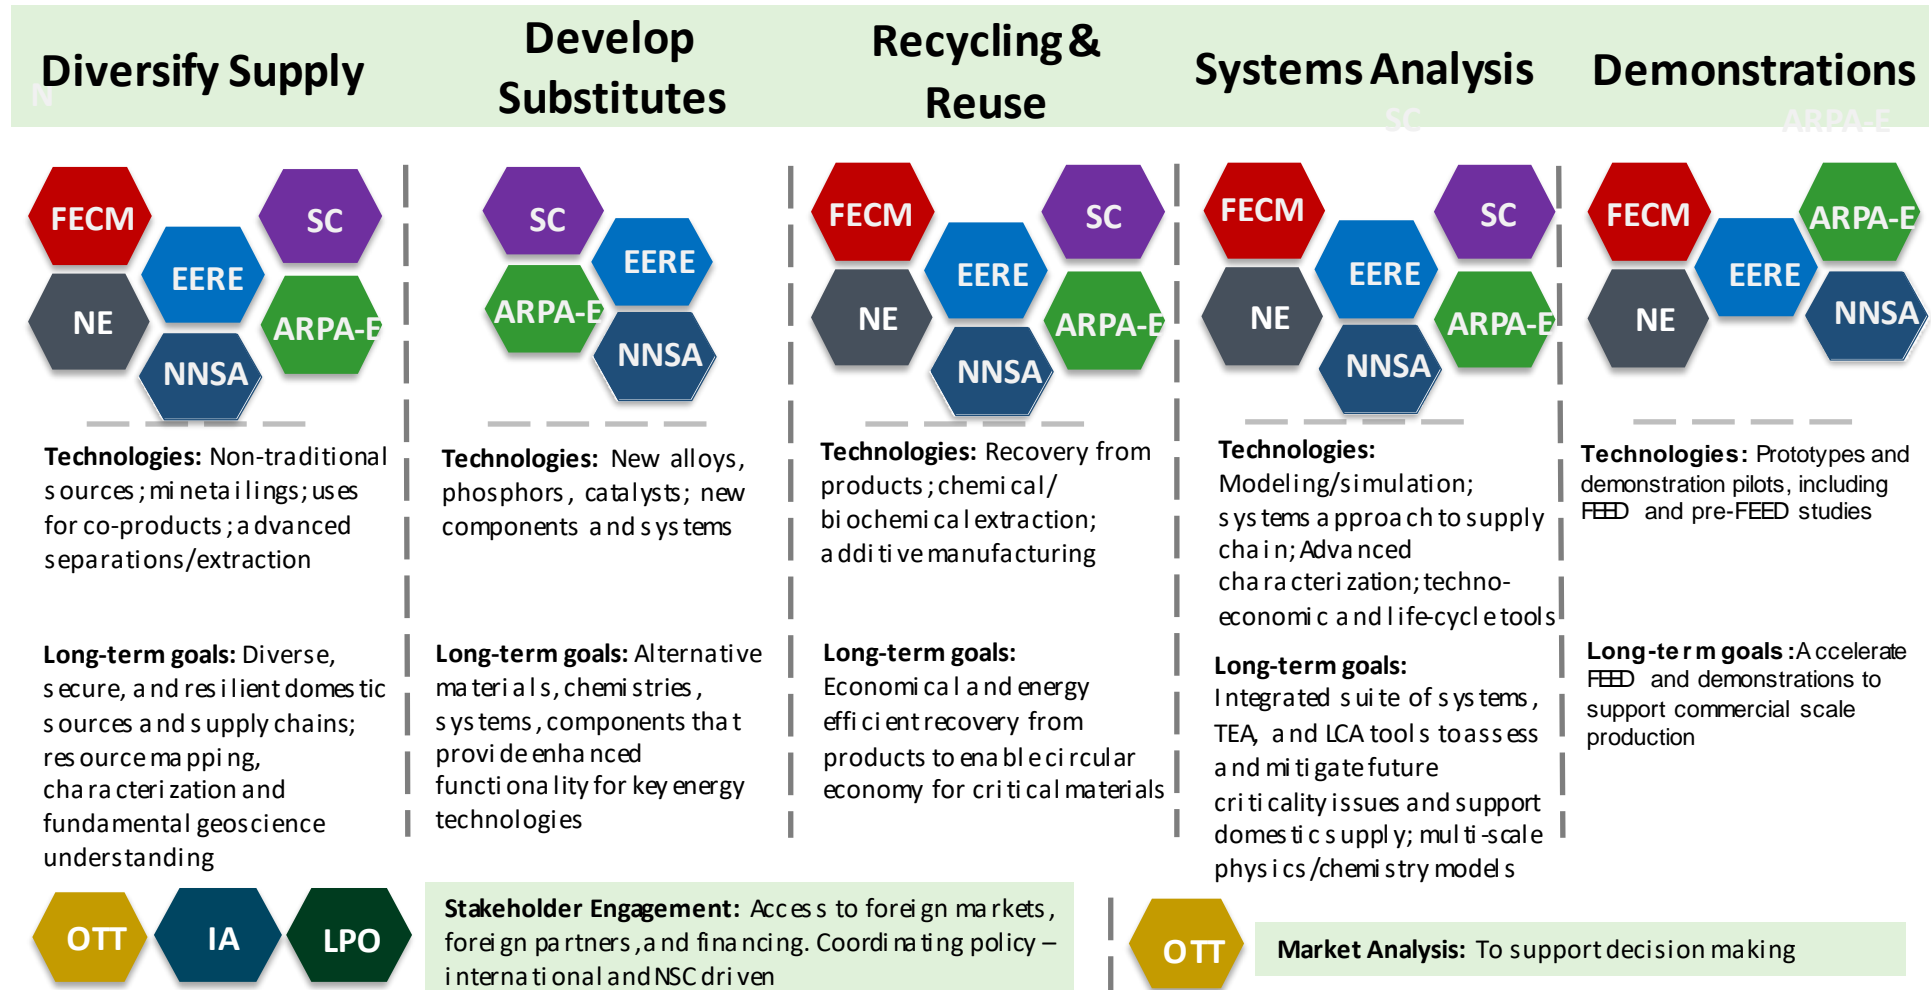 Diversify Supply
N
Develop
Substitutes
Recycling &
Reuse
Systems Analysis
SC
Demonstrations
ARPA-E
FECM
SC
EERE
NE
ARPA-E
NNSA
SC
EERE
ARPA-E
NNSA
FECM
SC
EERE
NE
ARPA-E
NNSA
FECM
SC
EERE
NE
ARPA-E
NNSA
FECM
ARPA-E
EERE
NE
NNSA
Technologies: Non-traditional
sources; mine tailings; uses
for co-products; advanced
separations/extraction
Long-term goals: Diverse,
secure, and resilient domestic
sources and supply chains;
resource mapping,
characterization and
fundamental geoscience
understanding
Technologies: New alloys,
phosphors, catalysts; new
components and systems
Long-term goals: Alternative
materials, chemistries,
systems, components that
provide enhanced
functionality for key energy
technologies
Technologies: Recovery from
products; chemical/
biochemical extraction;
additive manufacturing
Long-term goals:
Economical and energy
efficient recovery from
products to enable circular
economy for critical materials
Technologies:
Modeling/simulation;
systems approach to supply
chain; Advanced
characterization; techno-
economic and life-cycle tools
Long-term goals:
Integrated suite of systems,
TEA, and LCA tools to assess
and mitigate future
criticality issues and support
domestic supply; multi-scale
physics/chemistry models
Technologies: Prototypes and
demonstration pilots, including
FEED and pre-FEED studies
Long-term goals: Accelerate
FEED and demonstrations to
support commercial scale
production
OTT
IA
LPO
Stakeholder Engagement: Access to foreign markets,
foreign partners, and financing. Coordinating policy –
international and NSC driven
OTT
Market Analysis: To support decision making